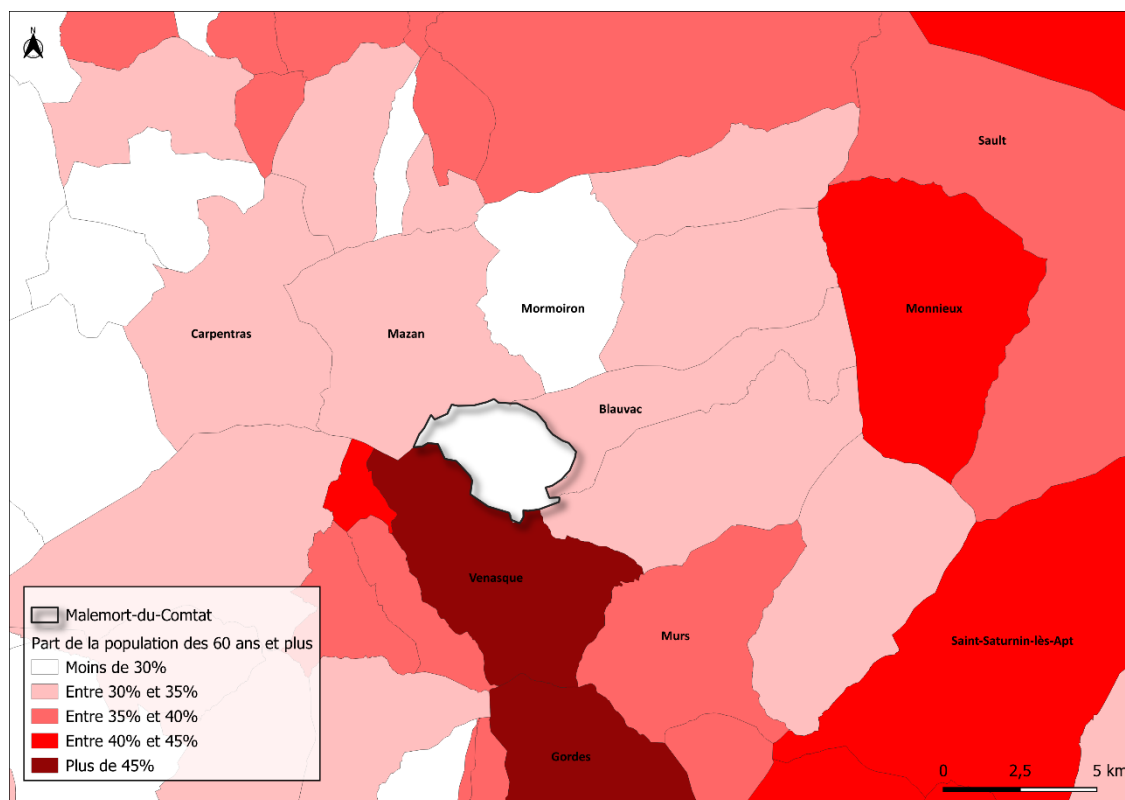 N
Sault
Monnieux
Mormoiron
Carpentras
Mazan
Blauvac
Venasque
Murs
Saint-Saturnin-lès-Apt
Gordes
Malemort-du-Comtat
Part de la population des 60 ans et plus
Moins de 30%
Entre 30% et 35%
Entre 35% et 40%
Entre 40% et 45%
Plus de 45%
0 2,5 5 km